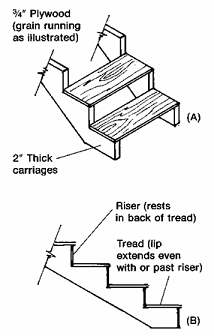 ¾" Plywood
(grain running
as illustrated)
(A)
2" Thick
carriages
Riser (rests
in back of tread)
Tread (lip
extends even
with or past riser)
(B)